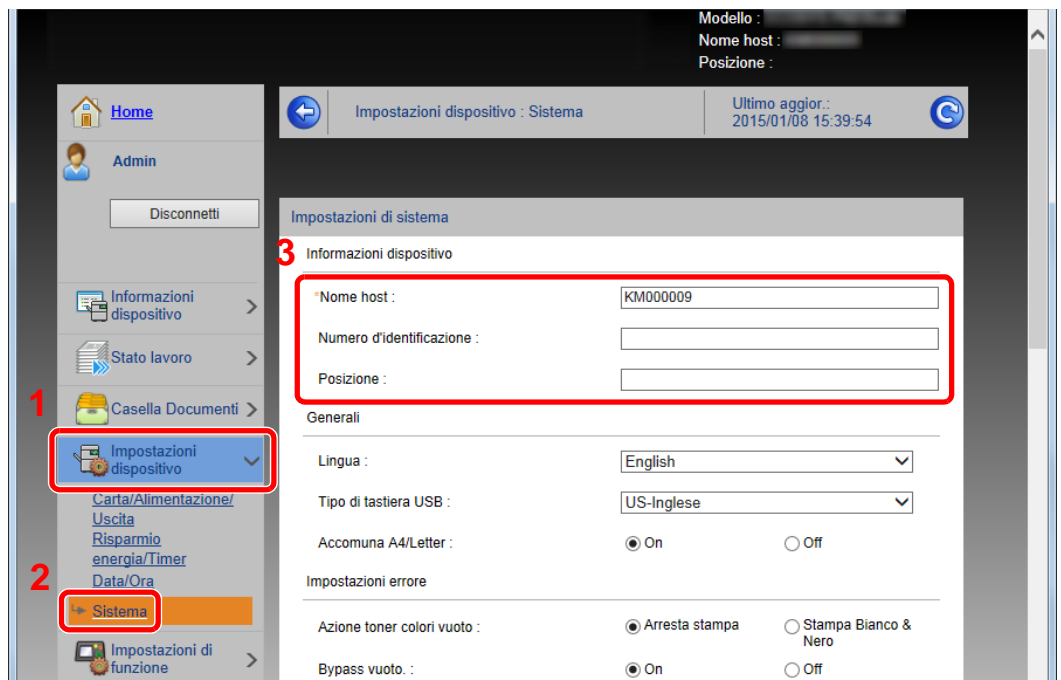 Modello :
Nome host :
Posizione :
Home
Impostazioni dispositivo : Sistema
Ultimo aggior.:
2015/01/08 15:39:54
Admin
Disconnetti
Impostazioni di sistema
3
Informazioni dispositivo
*Nome host :
KM000009
Numero d'identificazione :
Posizione :
Informazioni
dispositivo
Stato lavoro
1
Casella Documenti
Impostazioni
dispositivo
Carta/Alimentazione/
Uscita
Risparmio
energia/Timer
Data/Ora
2
Sistema
Impostazioni di
funzione
Generali
Lingua :
English
Tipo di tastiera USB :
US-Inglese
Accomuna A4/Letter :
On
Off
Impostazioni errore
Azione toner colori vuoto :
Arresta stampa
Stampa Bianco &
Nero
Bypass vuoto. :
On
Off